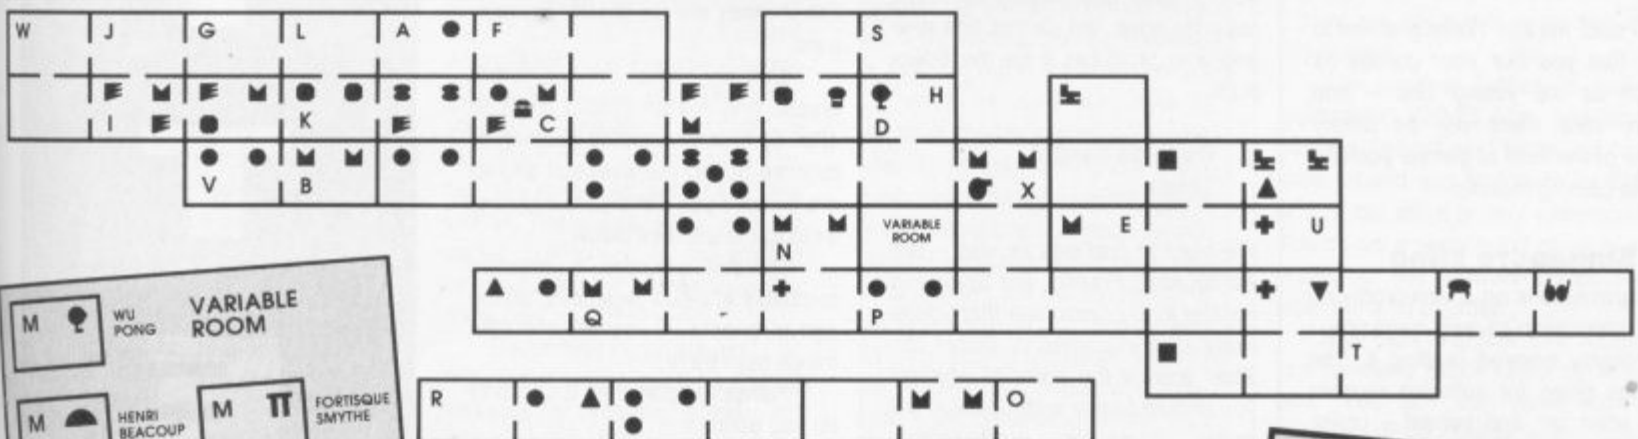 W J G L A F S
I K C D H
V B X
N VARIABLE ROOM E U
Q P
T
R O
VARIABLE ROOM
M WU PONG
M HENRI BEACOUP
M FORTISQUE SMYTHE